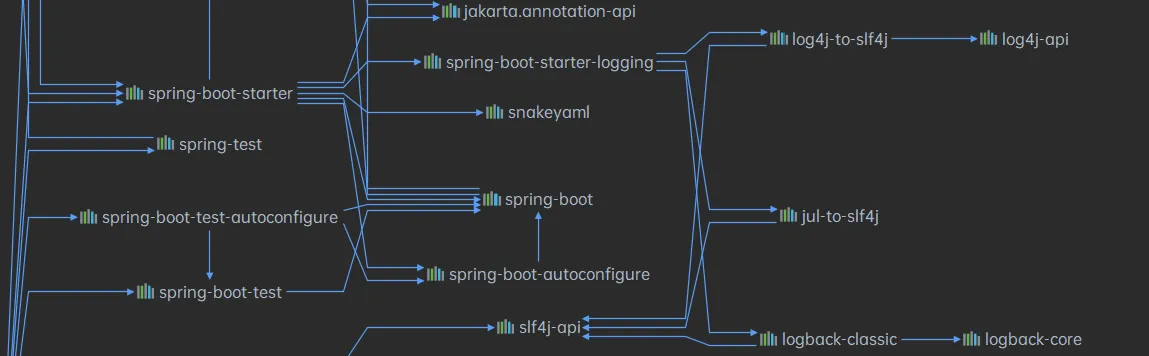 jakarta.annotation-api
log4j-to-slf4j
log4j-api
spring-boot-starter-logging
spring-boot-starter
snakeyaml
spring-test
spring-boot
spring-boot-test-autoconfigure
jul-to-slf4j
spring-boot-autoconfigure
spring-boot-test
slf4j-api
logback-classic
logback-core